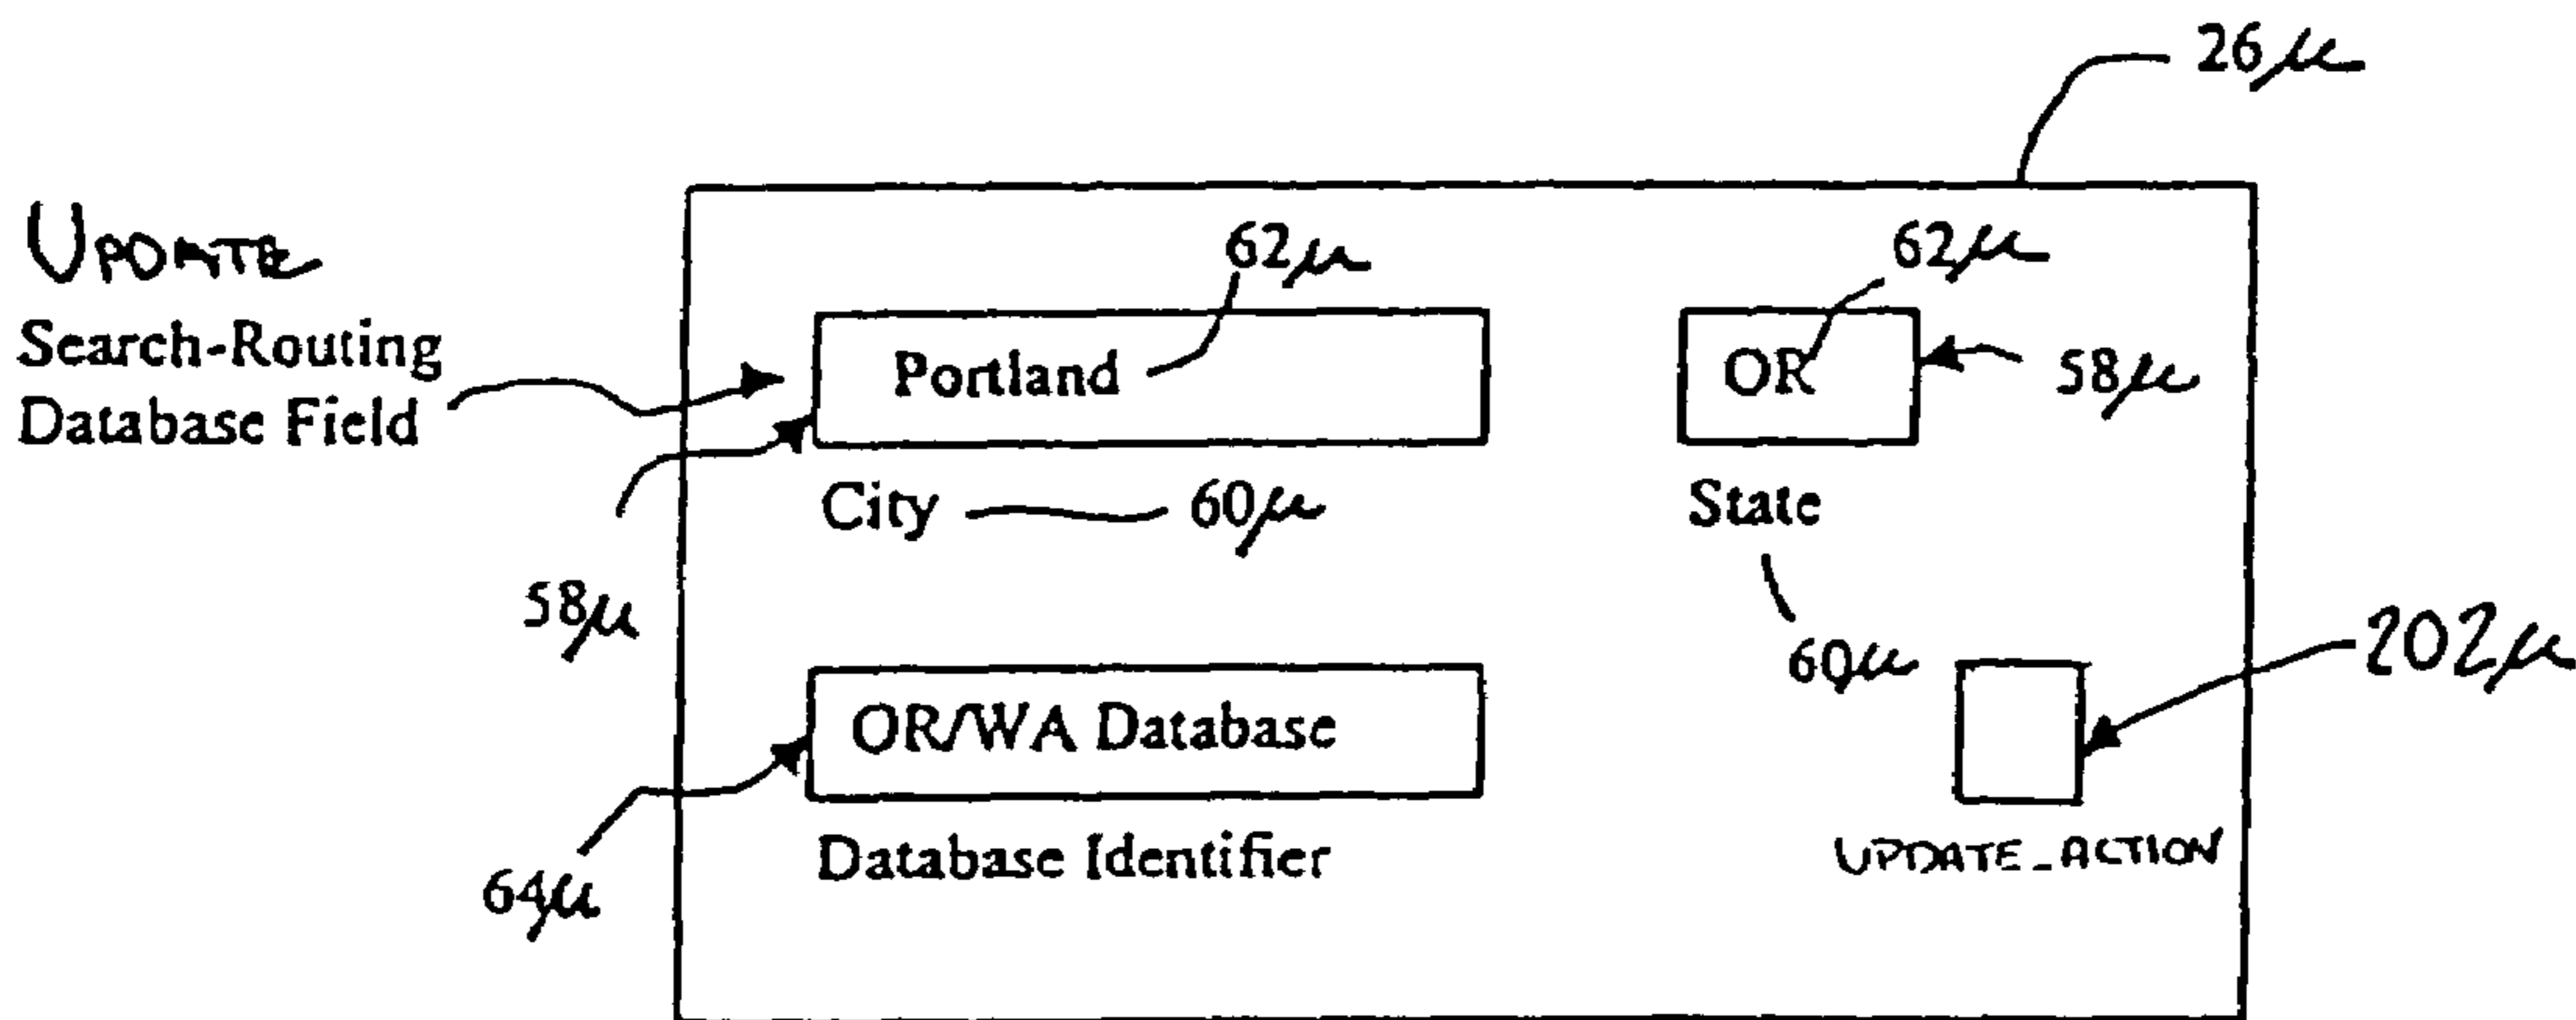 26µ
UPDATE
Search-Routing
Database Field
62µ
62µ
Portland
OR
58µ
City
60µ
State
58µ
60µ
202µ
OR/WA Database
64µ
Database Identifier
UPDATE_ACTION